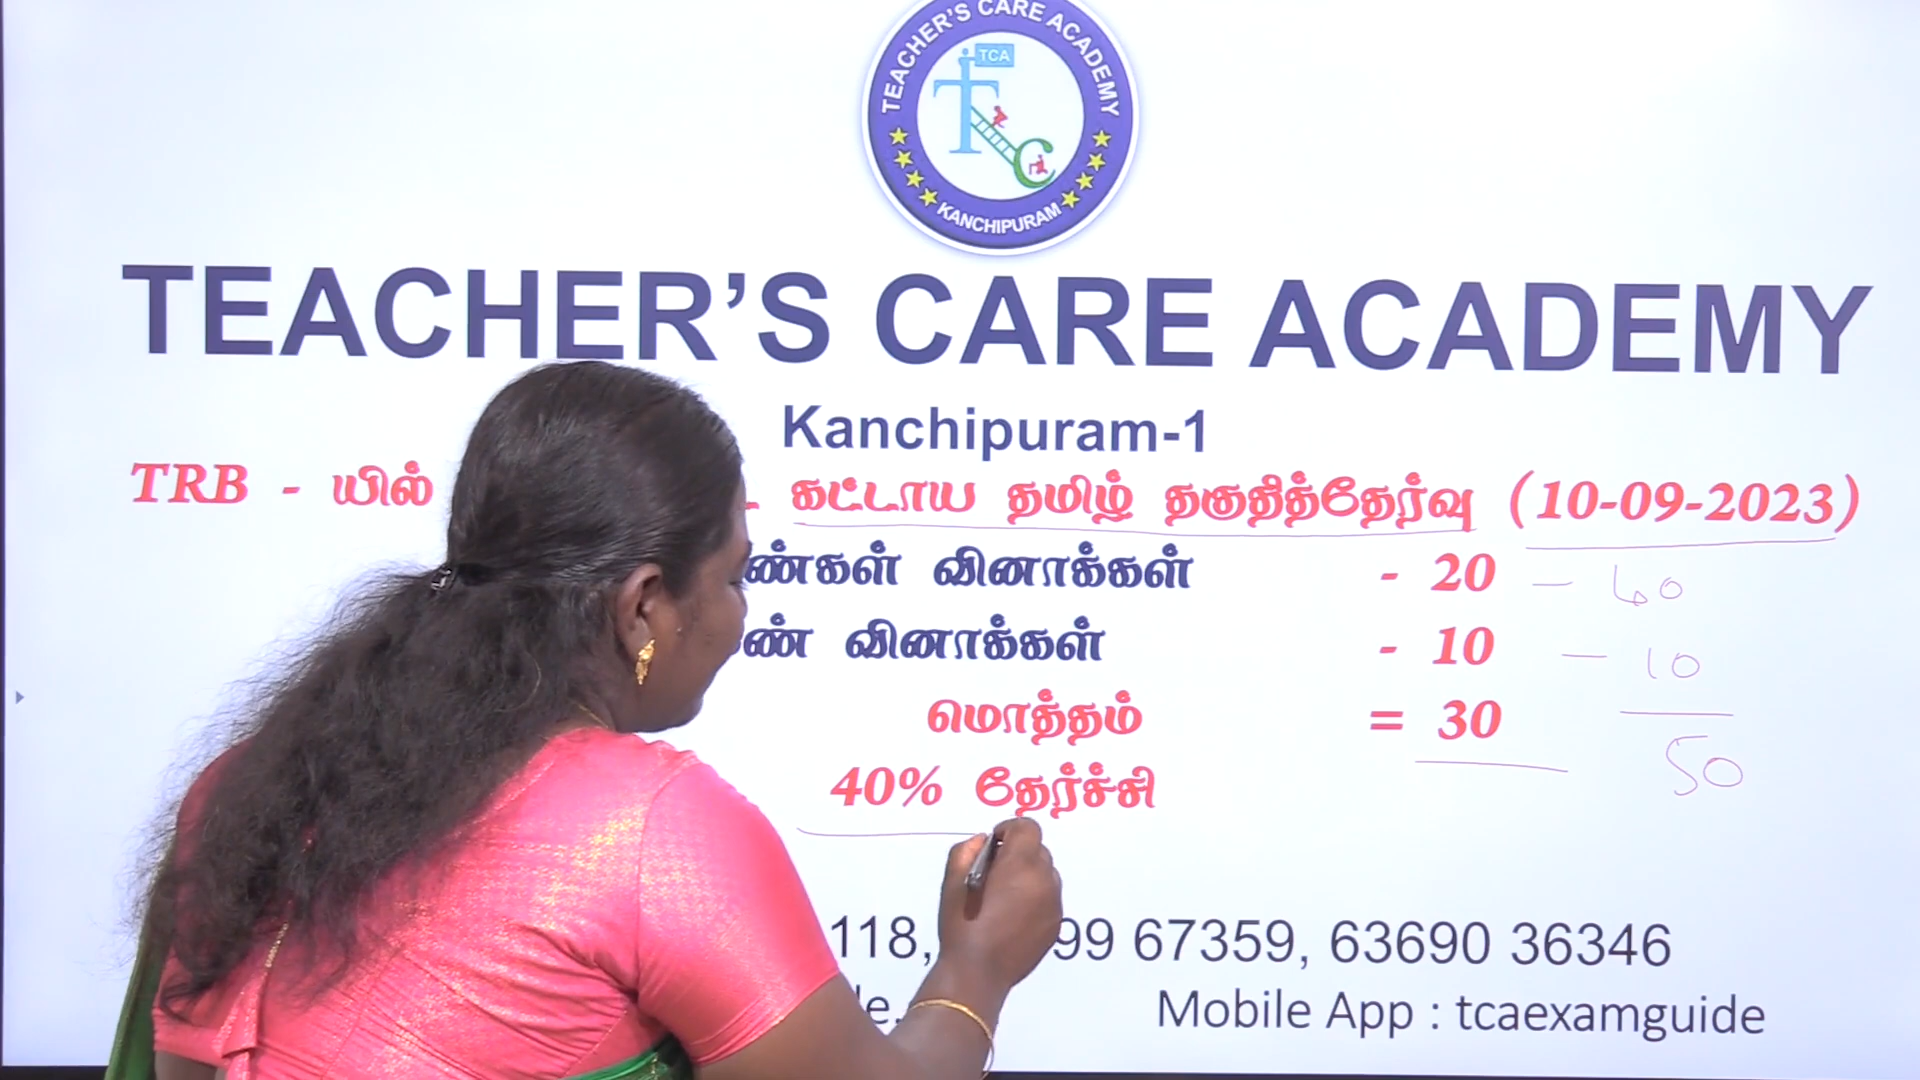 TEACHER'S CARE ACADEMY
TCA
KANCHIPURAM
TEACHER'S CARE ACADEMY
Kanchipuram-1
TRB - யில் கட்டாய தமிழ் தகுதித்தேர்வு (10-09-2023)
ண்கள் வினாக்கள் - 20 - 40
ண் வினாக்கள் - 10 - 10
மொத்தம் = 30
50
40% தேர்ச்சி
118, 99 67359, 63690 36346
Mobile App : tcaexamguide